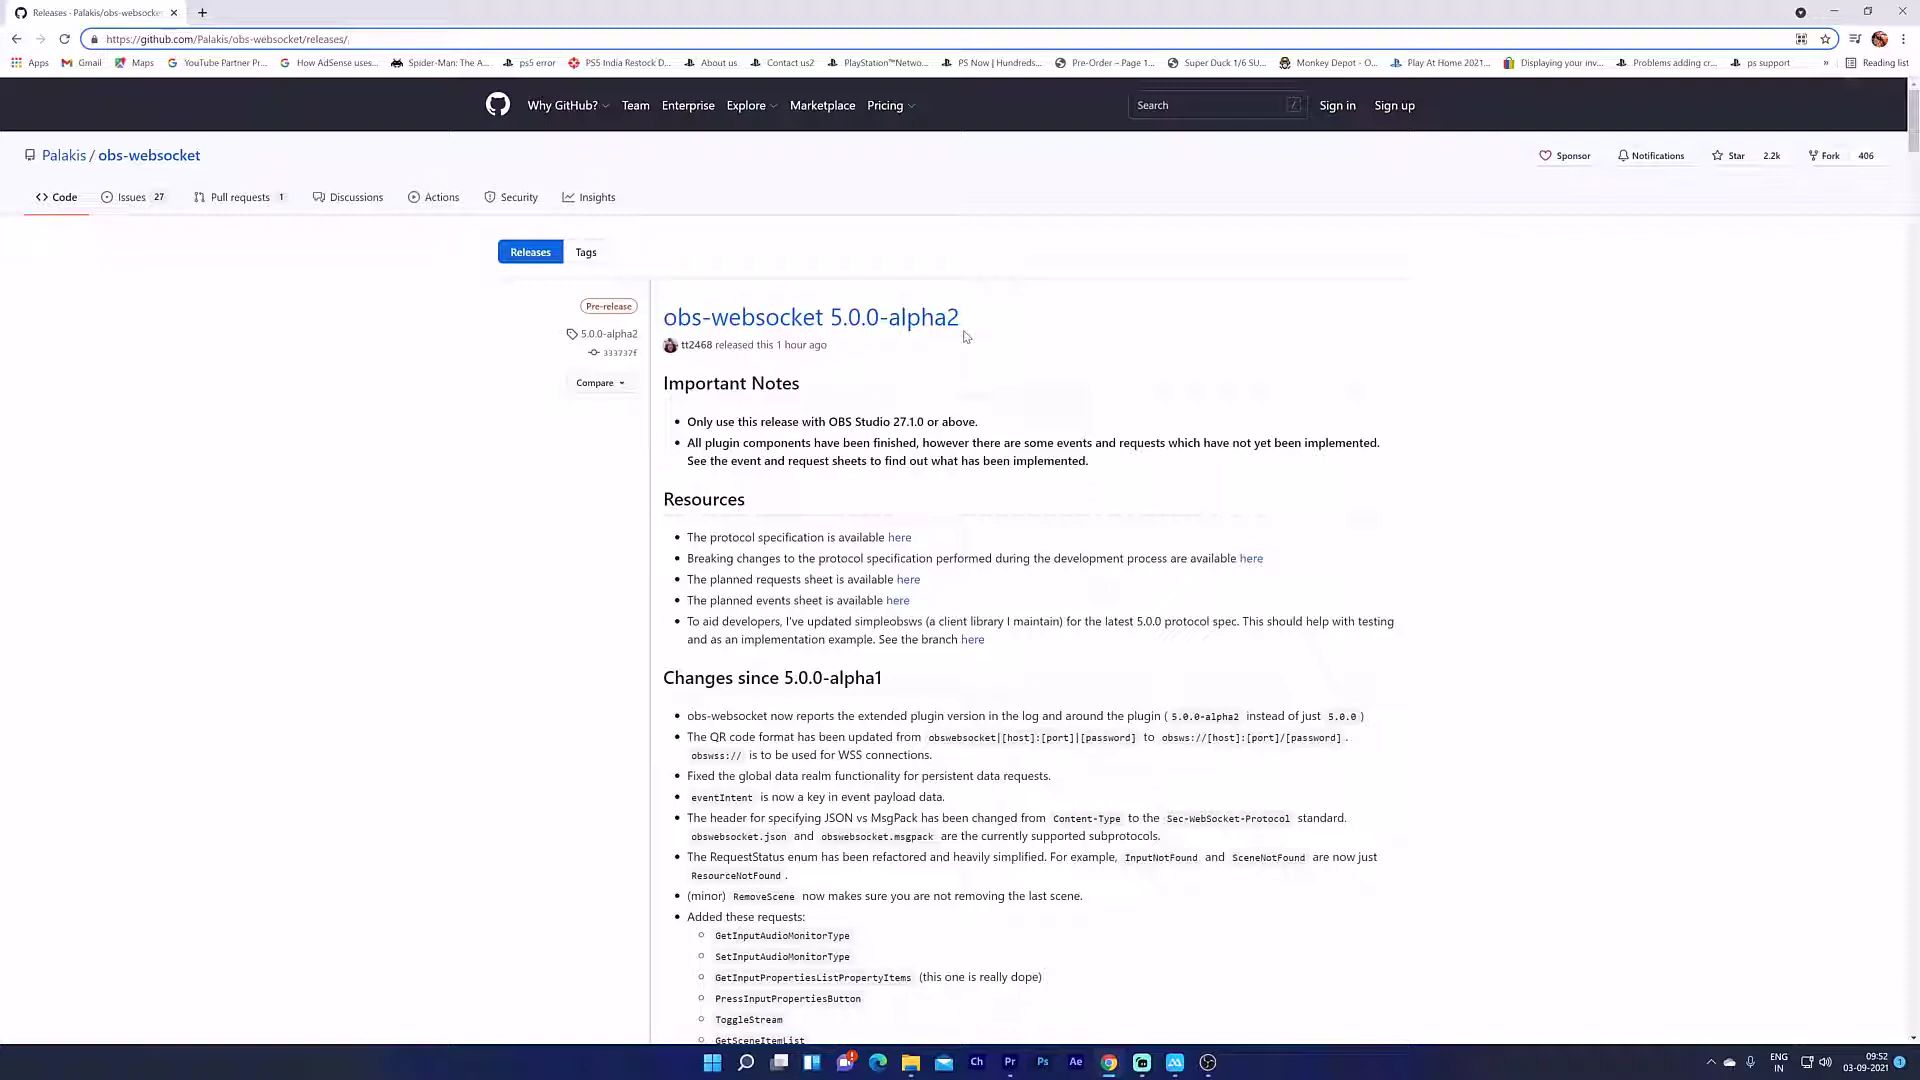 Releases · Palakis/obs-websocke
https://github.com/Palakis/obs-websocket/releases/
Apps Gmail Maps YouTube Partner Pr... How AdSense uses... Spider-Man: The A... ps5 error PS5 India Restock D... About us Contact us2 PlayStation™Netwo... PS Now | Hundreds... Pre-Order – Page 1... Super Duck 1/6 SU... Monkey Depot - O... Play At Home 2021... Displaying your inv... Problems adding cr... ps support » Reading list
Why GitHub? Team Enterprise Explore Marketplace Pricing Search / Sign in Sign up
Palakis / obs-websocket Sponsor Notifications Star 2.2k Fork 406
<> Code Issues 27 Pull requests 1 Discussions Actions Security Insights
Releases Tags
Pre-release
5.0.0-alpha2
333737f
Compare
obs-websocket 5.0.0-alpha2
tt2468 released this 1 hour ago
Important Notes
• Only use this release with OBS Studio 27.1.0 or above.
• All plugin components have been finished, however there are some events and requests which have not yet been implemented.
See the event and request sheets to find out what has been implemented.
Resources
• The protocol specification is available here
• Breaking changes to the protocol specification performed during the development process are available here
• The planned requests sheet is available here
• The planned events sheet is available here
• To aid developers, I've updated simpleobsws (a client library I maintain) for the latest 5.0.0 protocol spec. This should help with testing
and as an implementation example. See the branch here
Changes since 5.0.0-alpha1
• obs-websocket now reports the extended plugin version in the log and around the plugin ( 5.0.0-alpha2 instead of just 5.0.0 )
• The QR code format has been updated from obswebsocket|[host]:[port]|[password] to obsws://[host]:[port]/[password] .
obswss:// is to be used for WSS connections.
• Fixed the global data realm functionality for persistent data requests.
• eventIntent is now a key in event payload data.
• The header for specifying JSON vs MsgPack has been changed from Content-Type to the Sec-WebSocket-Protocol standard.
obswebsocket.json and obswebsocket.msgpack are the currently supported subprotocols.
• The RequestStatus enum has been refactored and heavily simplified. For example, InputNotFound and SceneNotFound are now just
ResourceNotFound .
• (minor) RemoveScene now makes sure you are not removing the last scene.
• Added these requests:
○ GetInputAudioMonitorType
○ SetInputAudioMonitorType
○ GetInputPropertiesListPropertyItems (this one is really dope)
○ PressInputPropertiesButton
○ ToggleStream
○ GetSceneItemList
Ch Pr Ps Ae
ENG
IN
09:52
03-09-2021
1